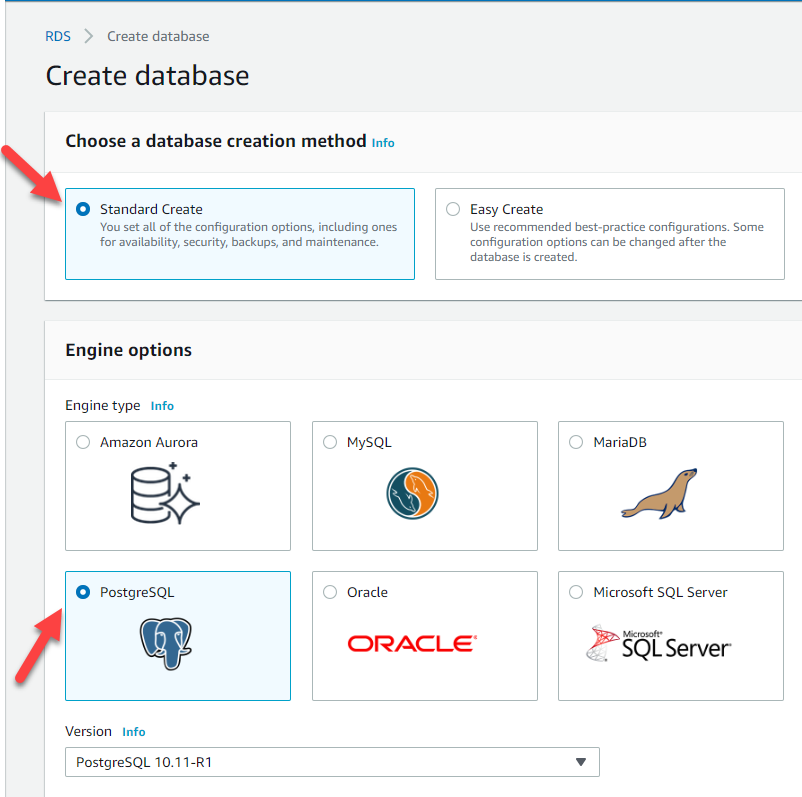 RDS > Create database
Create database
Choose a database creation method Info
Standard Create
You set all of the configuration options, including ones
for availability, security, backups, and maintenance.
Easy Create
Use recommended best-practice configurations. Some
configuration options can be changed after the
database is created.
Engine options
Engine type Info
Amazon Aurora
MySQL
MariaDB
PostgreSQL
Oracle
ORACLE®
Microsoft SQL Server
Microsoft®
SQL Server®
Version Info
PostgreSQL 10.11-R1